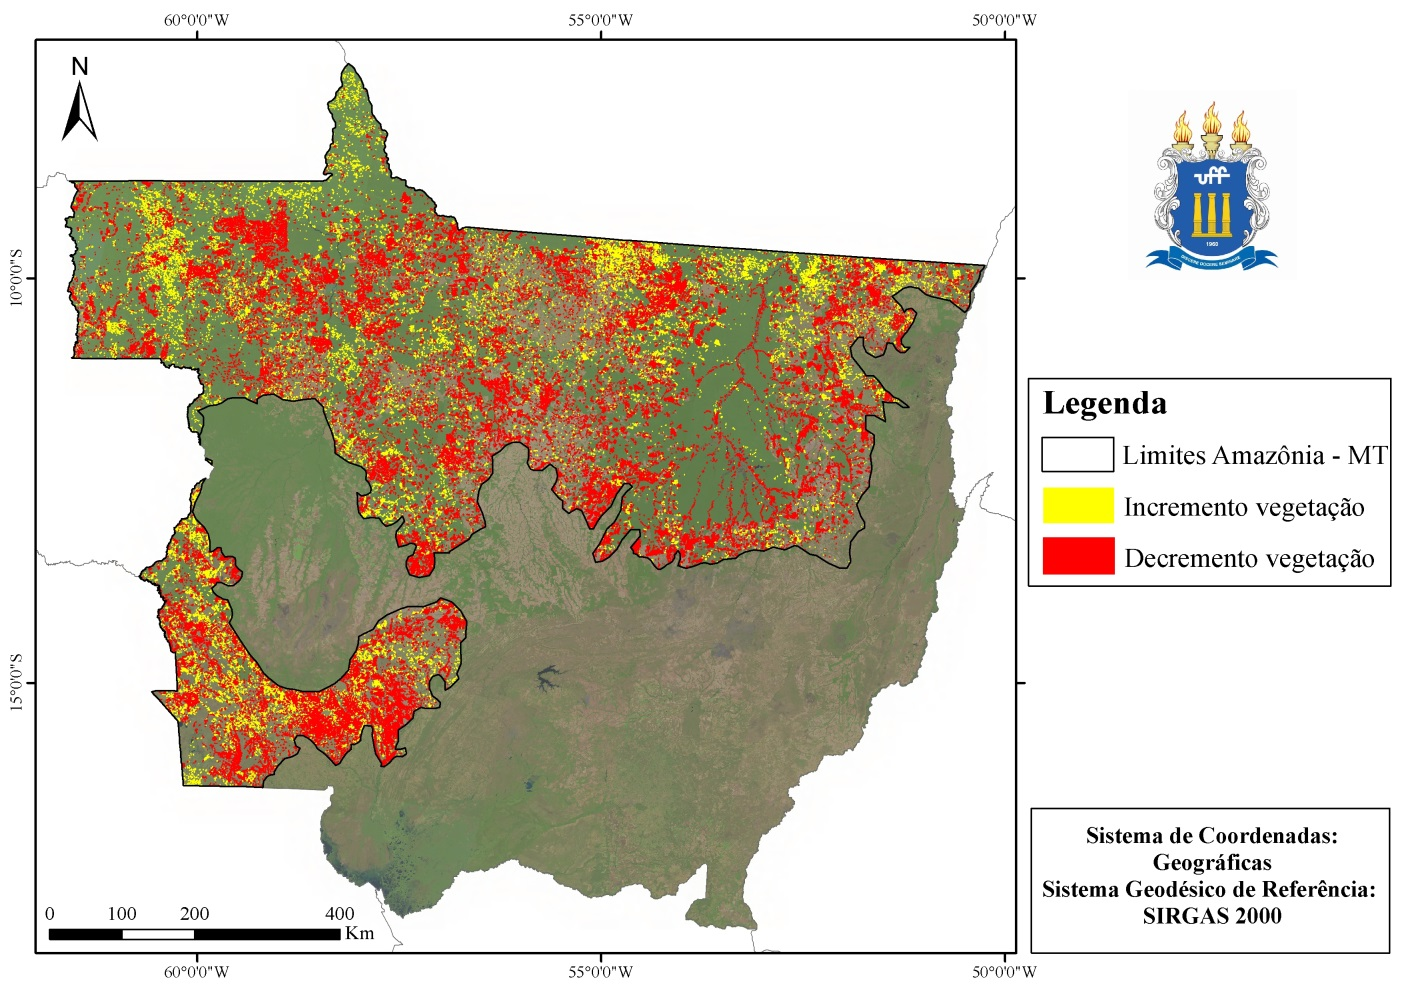 60°0'0"W
55°0'0"W
50°0'0"W
N
10°0'0"S
15°0'0"S
uff
1960
Legenda
Limites Amazônia - MT
Incremento vegetação
Decremento vegetação
Sistema de Coordenadas:
Geográficas
Sistema Geodésico de Referência:
SIRGAS 2000
0 100 200 400
Km
60°0'0"W
55°0'0"W
50°0'0"W